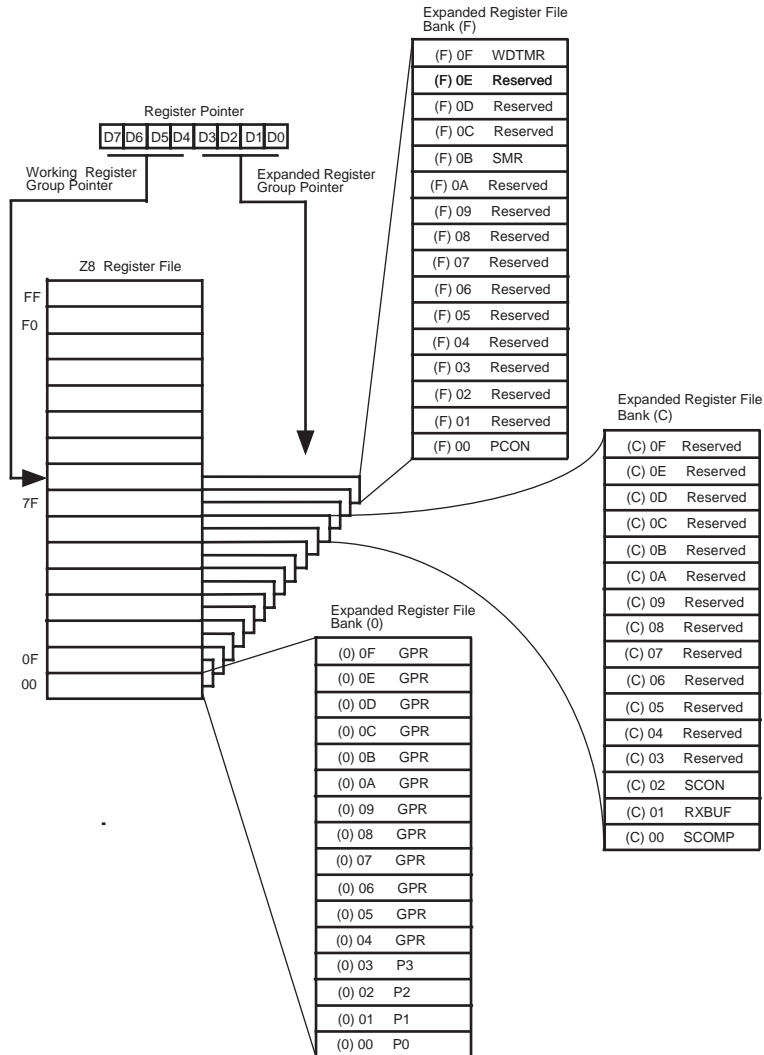 Expanded Register File
Bank (F)
(F) 0F WDTMR
(F) 0E Reserved
(F) 0D Reserved
(F) 0C Reserved
(F) 0B SMR
(F) 0A Reserved
(F) 09 Reserved
(F) 08 Reserved
(F) 07 Reserved
(F) 06 Reserved
(F) 05 Reserved
(F) 04 Reserved
(F) 03 Reserved
(F) 02 Reserved
(F) 01 Reserved
(F) 00 PCON
Register Pointer
D7 D6 D5 D4 D3 D2 D1 D0
Working Register
Group Pointer
Expanded Register
Group Pointer
Z8 Register File
FF
F0
7F
0F
00
Expanded Register File
Bank (C)
(C) 0F Reserved
(C) 0E Reserved
(C) 0D Reserved
(C) 0C Reserved
(C) 0B Reserved
(C) 0A Reserved
(C) 09 Reserved
(C) 08 Reserved
(C) 07 Reserved
(C) 06 Reserved
(C) 05 Reserved
(C) 04 Reserved
(C) 03 Reserved
(C) 02 SCON
(C) 01 RXBUF
(C) 00 SCOMP
Expanded Register File
Bank (0)
(0) 0F GPR
(0) 0E GPR
(0) 0D GPR
(0) 0C GPR
(0) 0B GPR
(0) 0A GPR
(0) 09 GPR
(0) 08 GPR
(0) 07 GPR
(0) 06 GPR
(0) 05 GPR
(0) 04 GPR
(0) 03 P3
(0) 02 P2
(0) 01 P1
(0) 00 P0